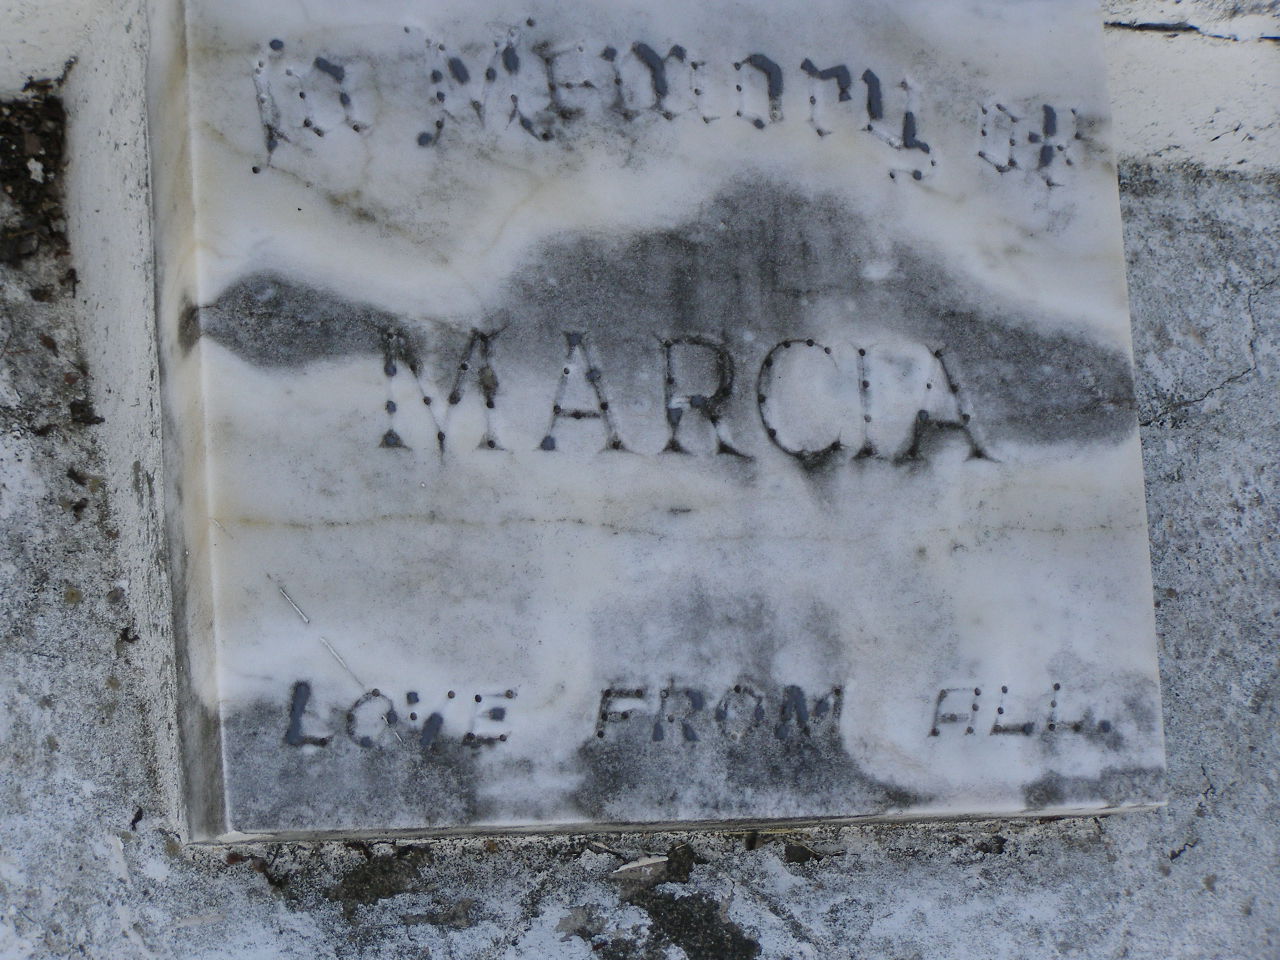 In Memory of
MARCIA
LOVE FROM ALL.